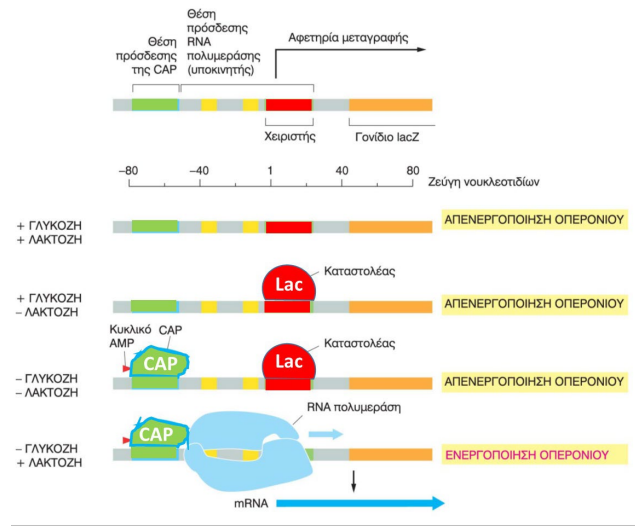 Θέση
πρόσδεσης
της CAP
Θέση
πρόσδεσης
RNA
πολυμεράσης
(υποκινητής)
Αφετηρία μεταγραφής
Χειριστής
Γονίδιο lacZ
−80 −40 1 40 80 Ζεύγη νουκλεστιδίων
+ ΓΛΥΚΟΖΗ
+ ΛΑΚΤΟΖΗ
ΑΠΕΝΕΡΓΟΠΟΙΗΣΗ ΟΠΕΡΟΝΙΟΥ
+ ΓΛΥΚΟΖΗ
− ΛΑΚΤΟΖΗ
Lac
Καταστολέας
ΑΠΕΝΕΡΓΟΠΟΙΗΣΗ ΟΠΕΡΟΝΙΟΥ
Κυκλικό
AMP
CAP
CAP
− ΓΛΥΚΟΖΗ
− ΛΑΚΤΟΖΗ
Lac
Καταστολέας
ΑΠΕΝΕΡΓΟΠΟΙΗΣΗ ΟΠΕΡΟΝΙΟΥ
RNA πολυμεράση
CAP
− ΓΛΥΚΟΖΗ
+ ΛΑΚΤΟΖΗ
ΕΝΕΡΓΟΠΟΙΗΣΗ ΟΠΕΡΟΝΙΟΥ
mRNA